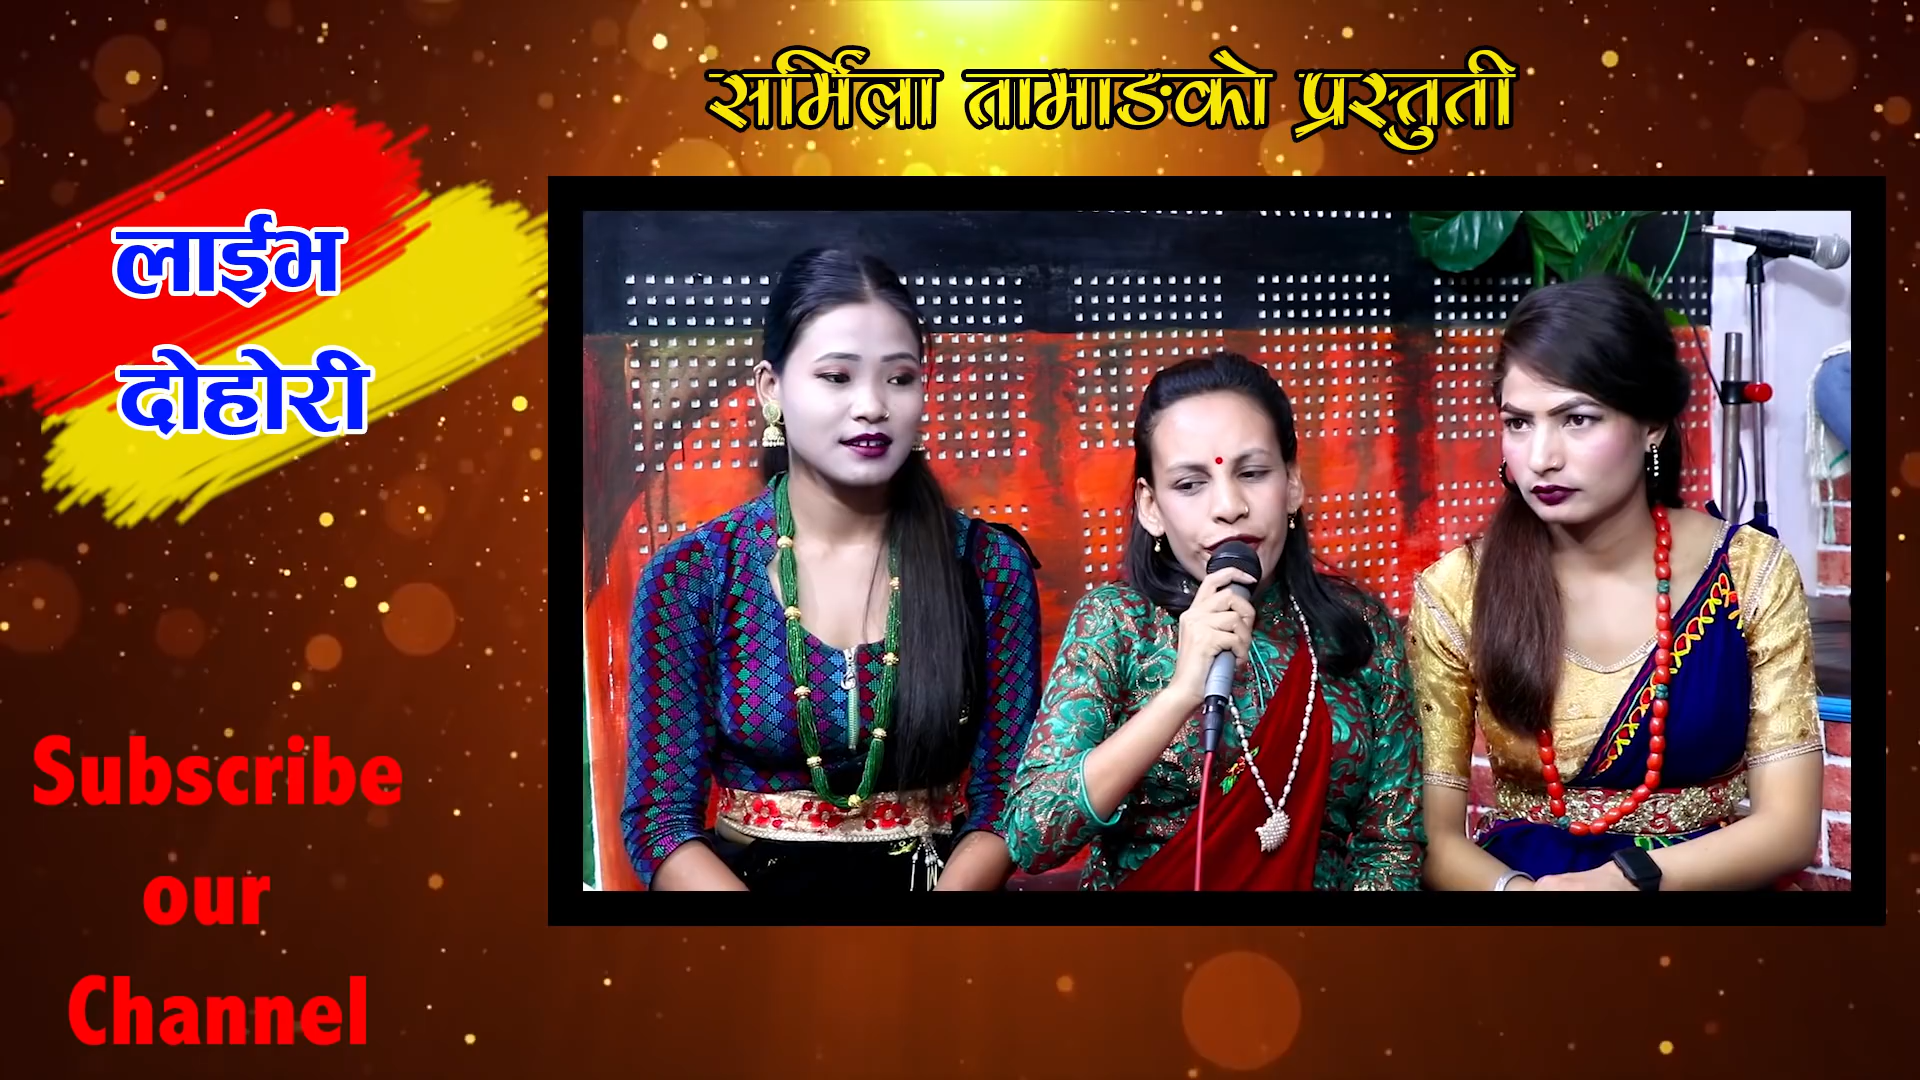 सर्मिला तामाङको प्रस्तुती
लाईभ
दोहोरी
Subscribe
our
Channel